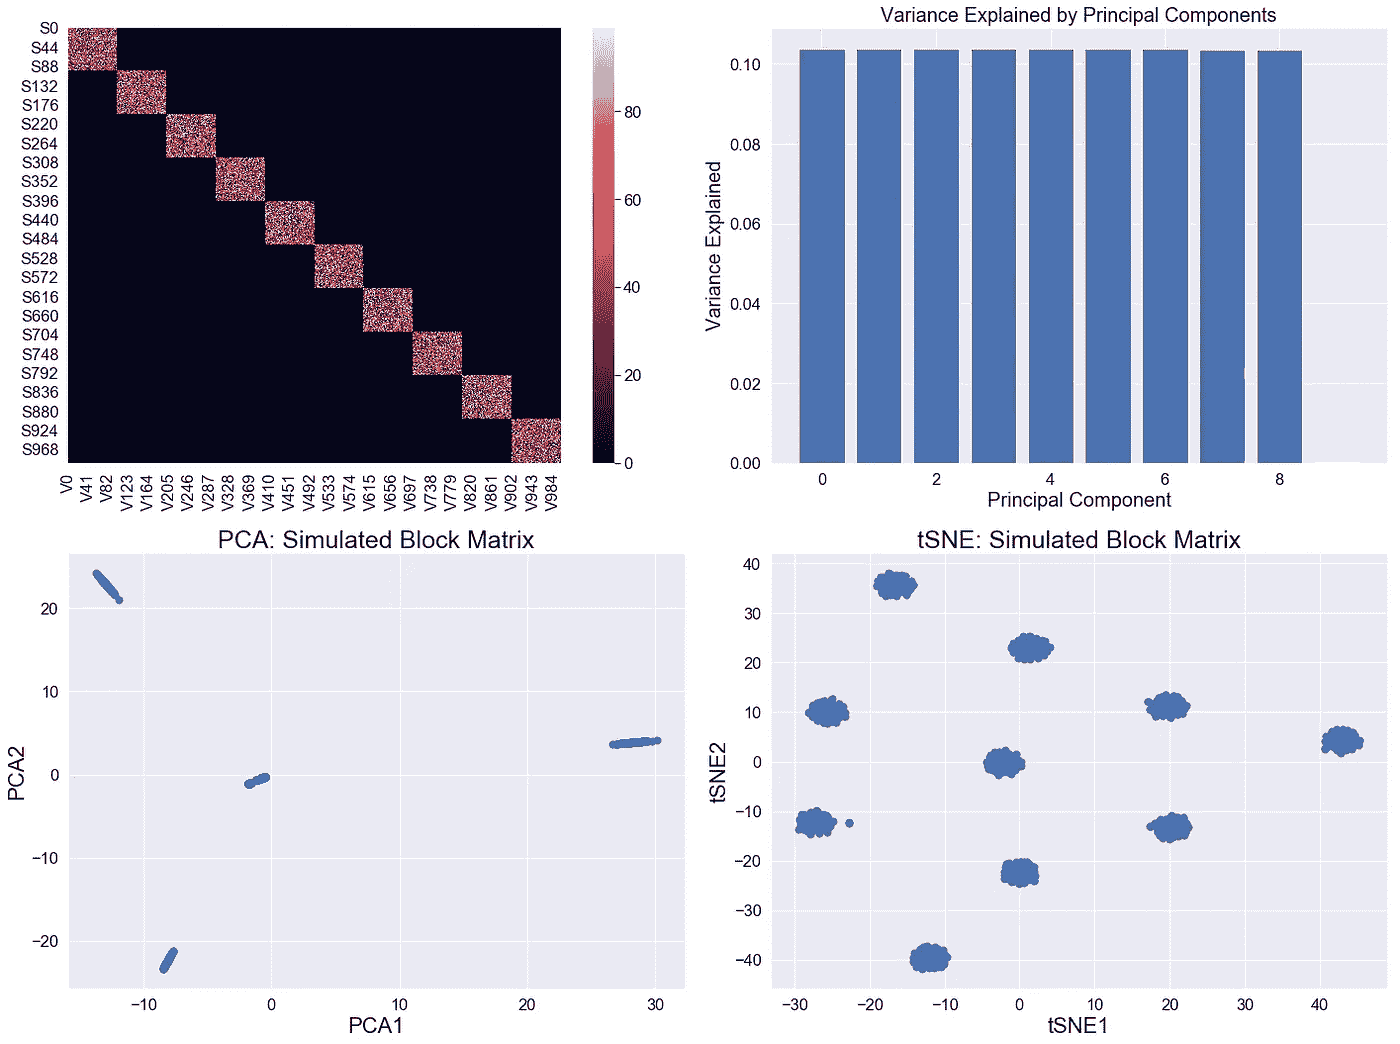 S0
S44
S88
S132
S176
S220
S264
S308
S352
S396
S440
S484
S528
S572
S616
S660
S704
S748
S792
S836
S880
S924
S968
V0
V41
V82
V123
V164
V205
V246
V287
V328
V369
V410
V451
V492
V533
V574
V615
V656
V697
V738
V779
V820
V861
V902
V943
V984
80
60
40
20
0
Variance Explained by Principal Components
Variance Explained
0.10
0.08
0.06
0.04
0.02
0.00
0 2 4 6 8
Principal Component
PCA: Simulated Block Matrix
PCA2
20
10
0
−10
−20
−10 0 10 20 30
PCA1
tSNE: Simulated Block Matrix
tSNE2
40
30
20
10
0
−10
−20
−30
−40
−30 −20 −10 0 10 20 30 40
tSNE1